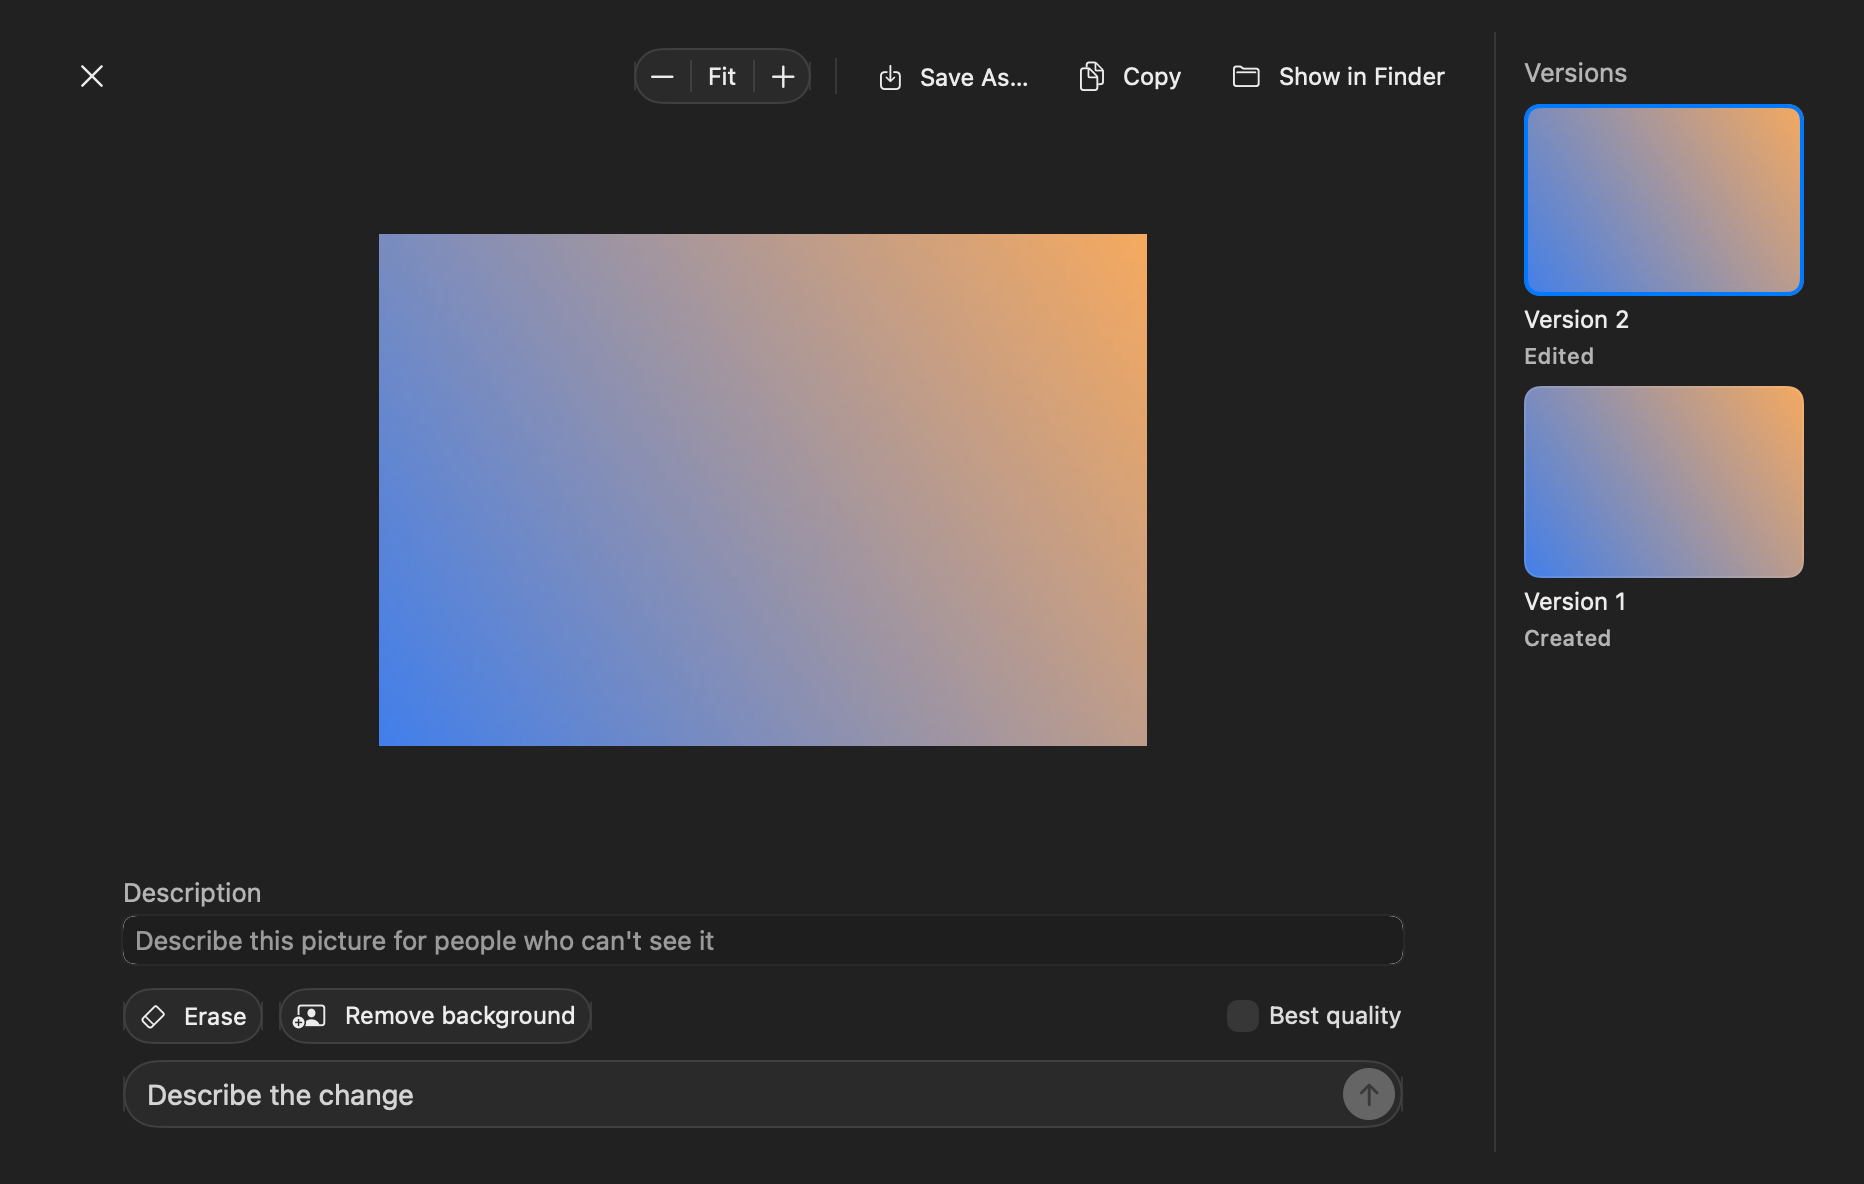 Fit
Save As...
Copy
Show in Finder
Versions
Version 2
Edited
Version 1
Created
Description
Describe this picture for people who can't see it
Erase
Remove background
Best quality
Describe the change